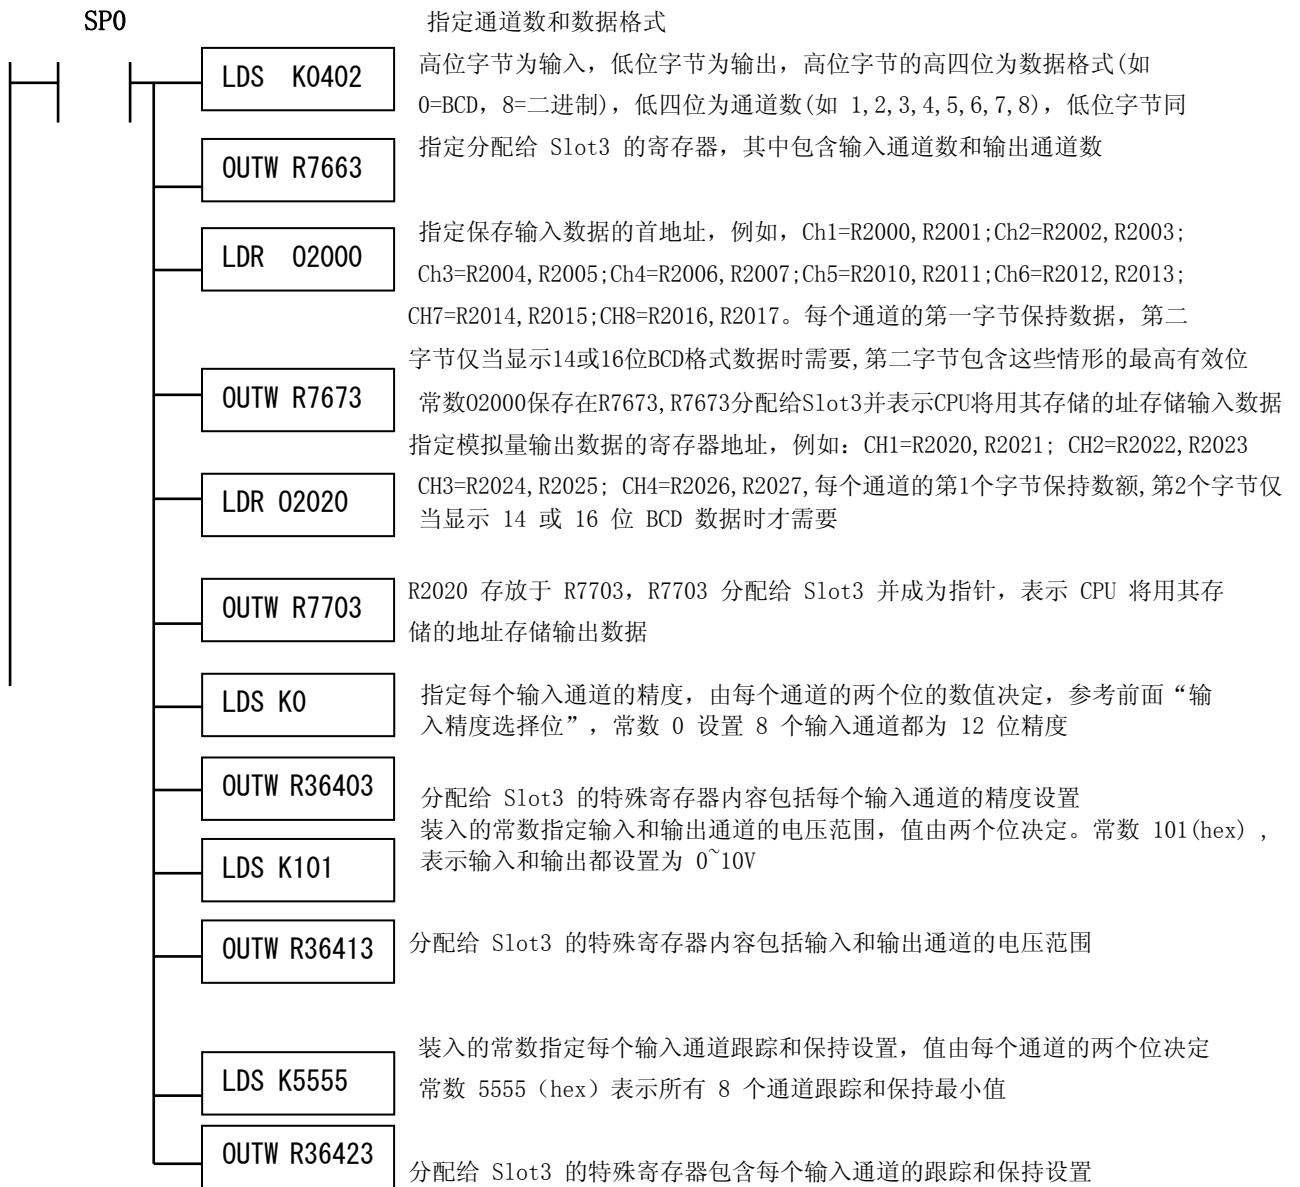 SP0
指定通道数和数据格式
LDS K0402
高位字节为输入，低位字节为输出，高位字节的高四位为数据格式(如
0=BCD，8=二进制)，低四位为通道数(如 1,2,3,4,5,6,7,8)，低位字节同
OUTW R7663
指定分配给 Slot3 的寄存器，其中包含输入通道数和输出通道数
LDR O2000
指定保存输入数据的首地址，例如，Ch1=R2000,R2001;Ch2=R2002,R2003;
Ch3=R2004,R2005;Ch4=R2006,R2007;Ch5=R2010,R2011;Ch6=R2012,R2013;
CH7=R2014,R2015;CH8=R2016,R2017。每个通道的第一字节保持数据，第二
字节仅当显示14或16位BCD格式数据时需要,第二字节包含这些情形的最高有效位
OUTW R7673
常数O2000保存在R7673,R7673分配给Slot3并表示CPU将用其存储的址存储输入数据
指定模拟量输出数据的寄存器地址，例如：CH1=R2020,R2021; CH2=R2022,R2023
LDR O2020
CH3=R2024,R2025; CH4=R2026,R2027,每个通道的第1个字节保持数额,第2个字节仅
当显示 14 或 16 位 BCD 数据时才需要
OUTW R7703
R2020 存放于 R7703，R7703 分配给 Slot3 并成为指针，表示 CPU 将用其存
储的地址存储输出数据
LDS K0
指定每个输入通道的精度，由每个通道的两个位的数值决定，参考前面“输
入精度选择位”，常数 0 设置 8 个输入通道都为 12 位精度
OUTW R36403
分配给 Slot3 的特殊寄存器内容包括每个输入通道的精度设置
装入的常数指定输入和输出通道的电压范围，值由两个位决定。常数 101(hex) ,
LDS K101
表示输入和输出都设置为 0~10V
OUTW R36413
分配给 Slot3 的特殊寄存器内容包括输入和输出通道的电压范围
装入的常数指定每个输入通道跟踪和保持设置，值由每个通道的两个位决定
LDS K5555
常数 5555（hex）表示所有 8 个通道跟踪和保持最小值
OUTW R36423
分配给 Slot3 的特殊寄存器包含每个输入通道的跟踪和保持设置